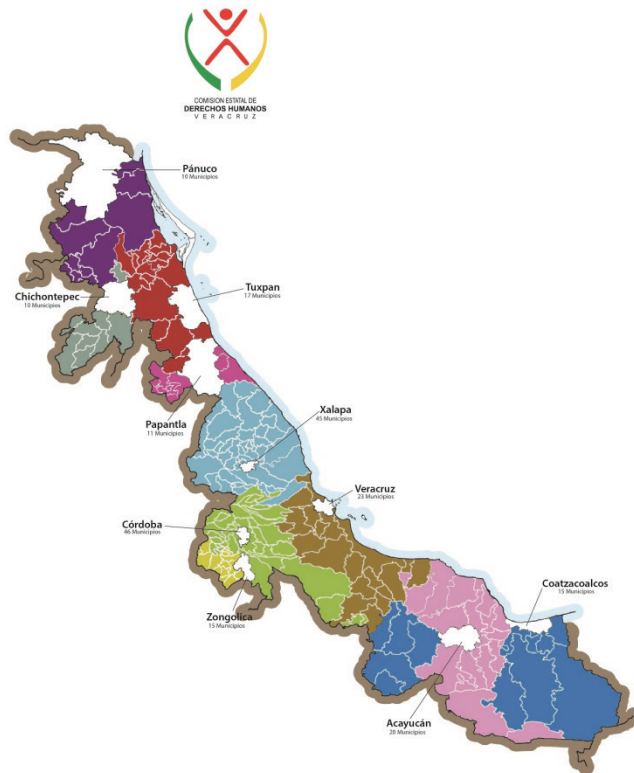 COMISION ESTATAL DE
DERECHOS HUMANOS
VERACRUZ
Pánuco
10 Municipios
Tuxpan
17 Municipios
Chichontepec
10 Municipios
Papantla
11 Municipios
Xalapa
45 Municipios
Veracruz
23 Municipios
Córdoba
46 Municipios
Coatzacoalcos
15 Municipios
Zongolica
15 Municipios
Acayucán
20 Municipios